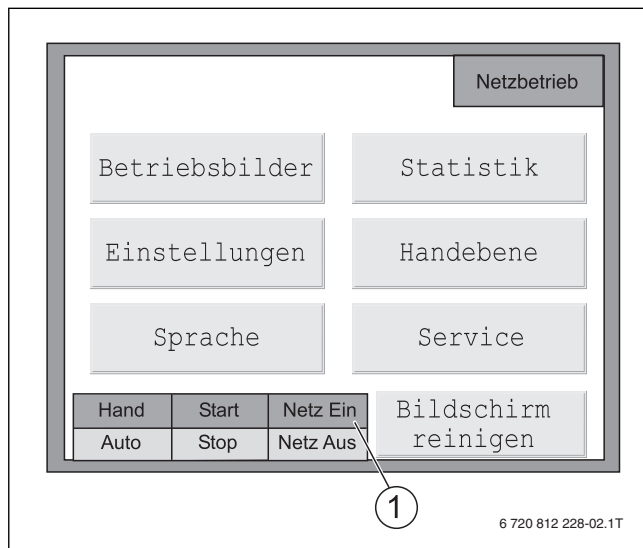 Netzbetrieb
Betriebsbilder
Statistik
Einstellungen
Handebene
Sprache
Service
Hand
Start
Netz Ein
Auto
Stop
Netz Aus
Bildschirm
reinigen
1
6 720 812 228-02.1T